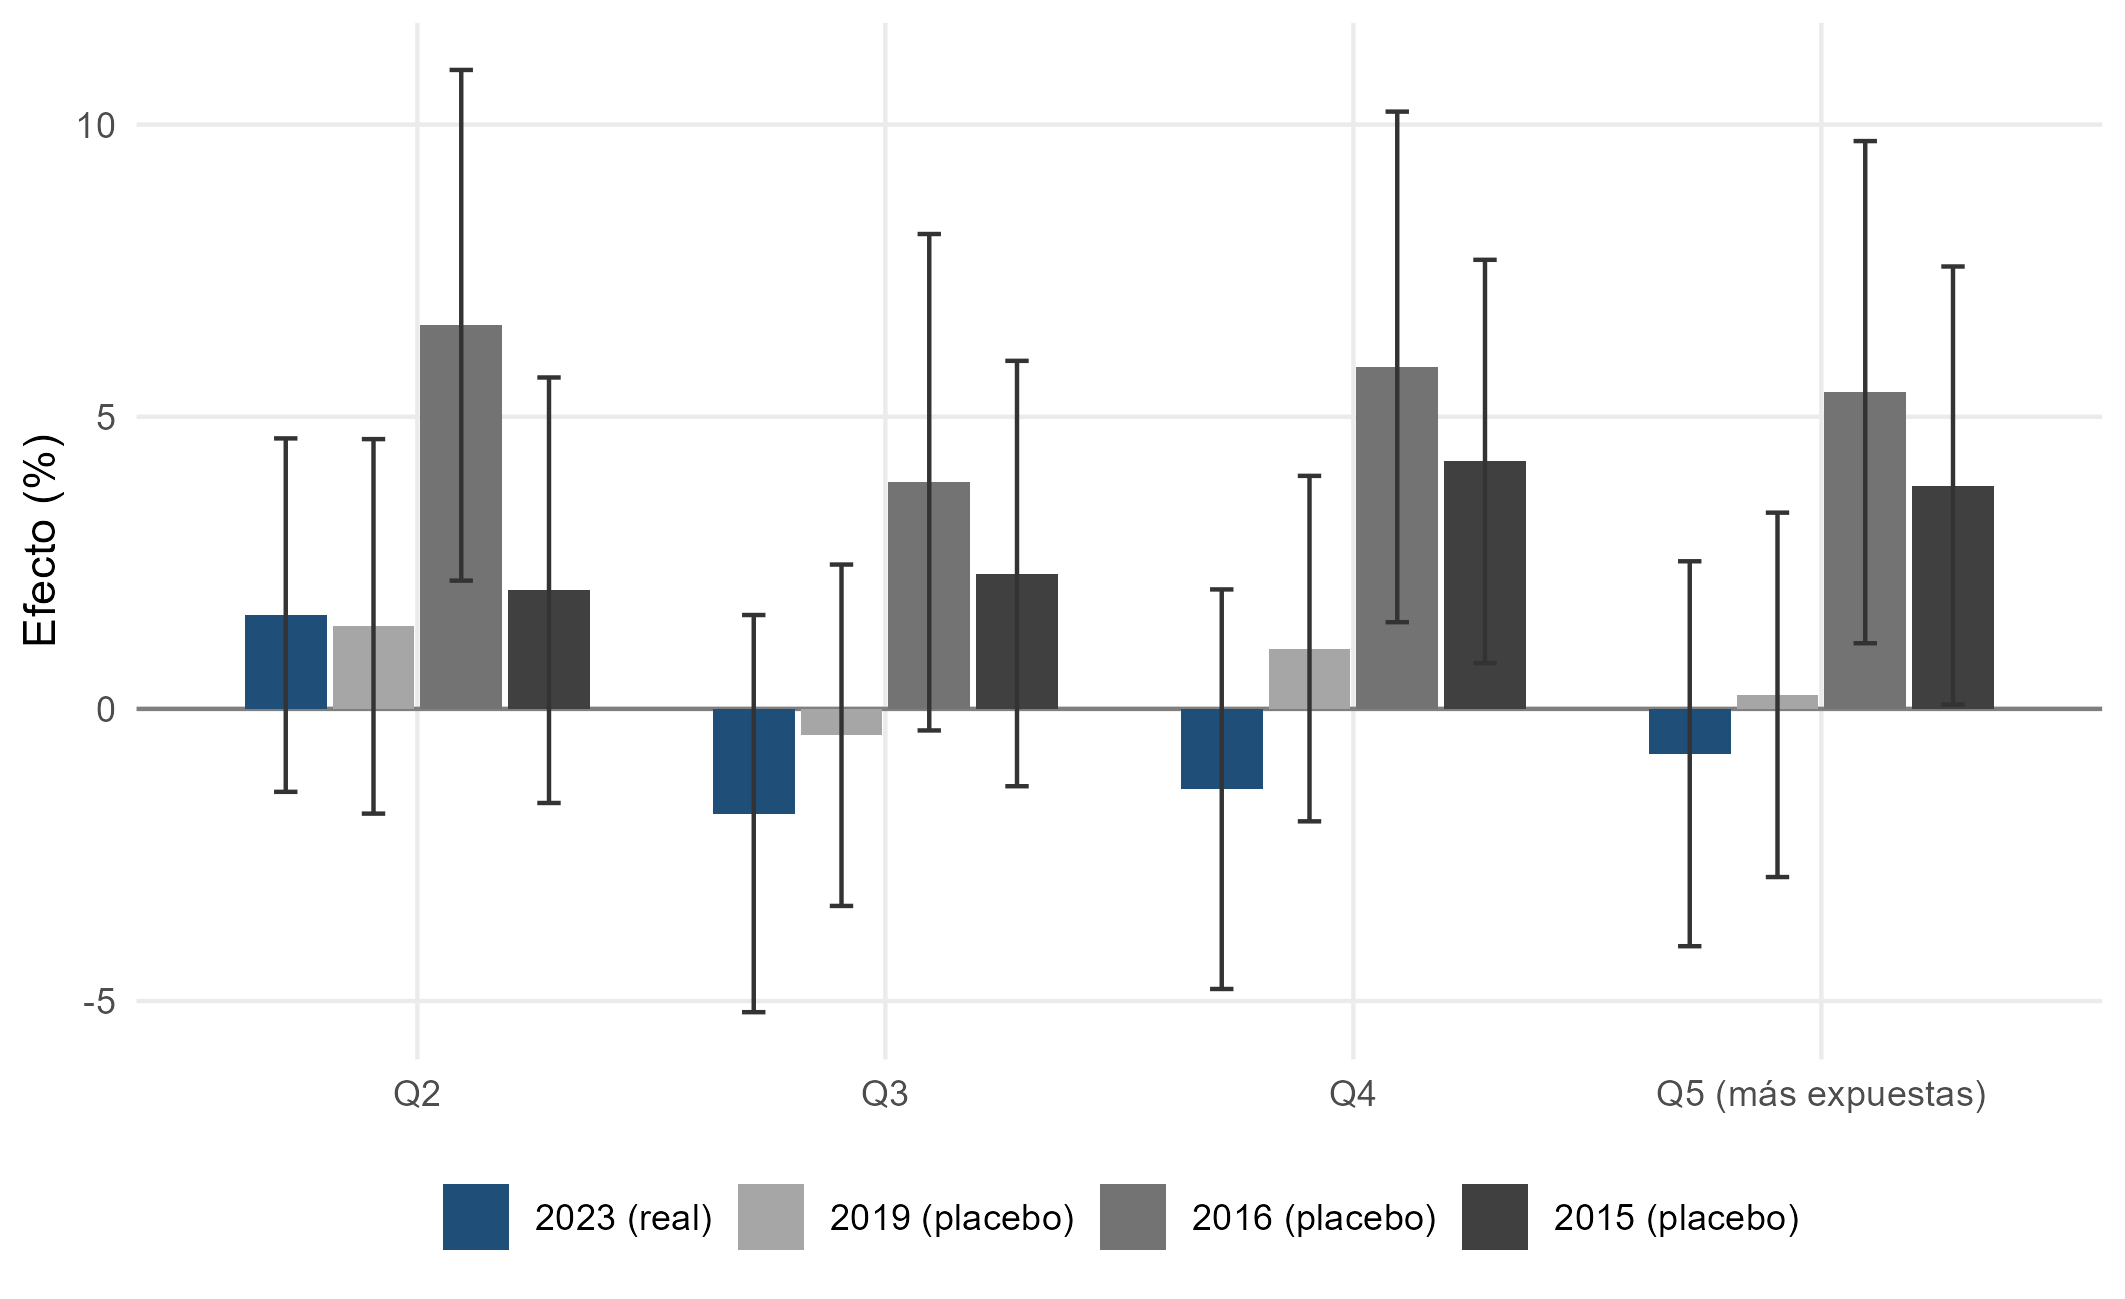 Efecto (%)
10
5
0
-5
Q2
Q3
Q4
Q5 (más expuestas)
2023 (real)
2019 (placebo)
2016 (placebo)
2015 (placebo)